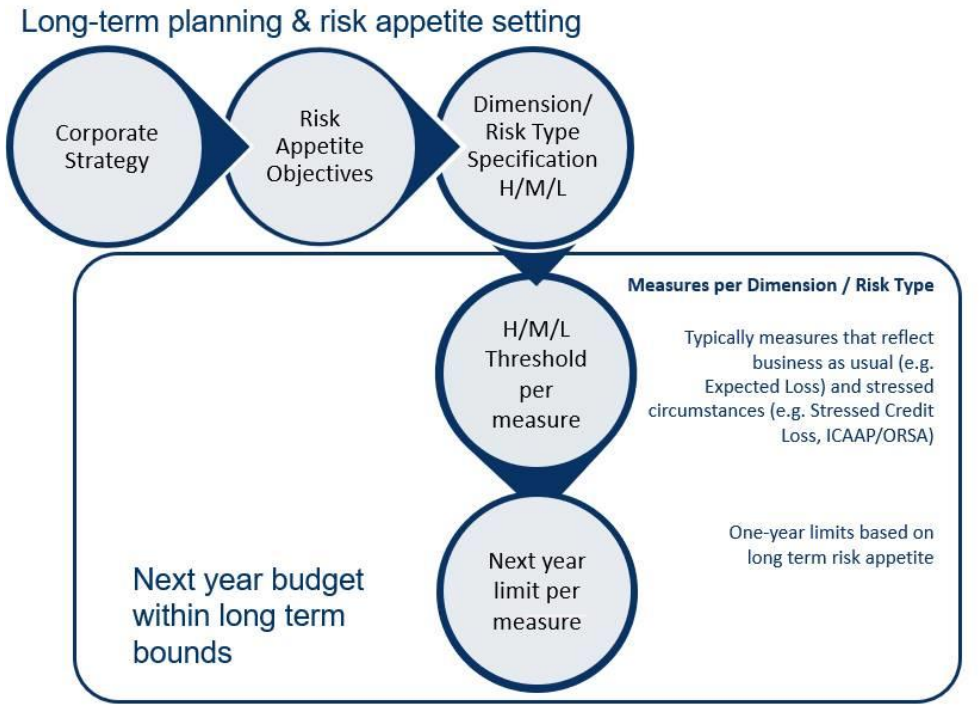 Long-term planning & risk appetite setting
Corporate
Strategy
Risk
Appetite
Objectives
Dimension/
Risk Type
Specification
H/M/L
H/M/L
Threshold
per
measure
Measures per Dimension / Risk Type
Typically measures that reflect
business as usual (e.g.
Expected Loss) and stressed
circumstances (e.g. Stressed Credit
Loss, ICAAP/ORSA)
Next year
limit per
measure
One-year limits based on
long term risk appetite
Next year budget
within long term
bounds